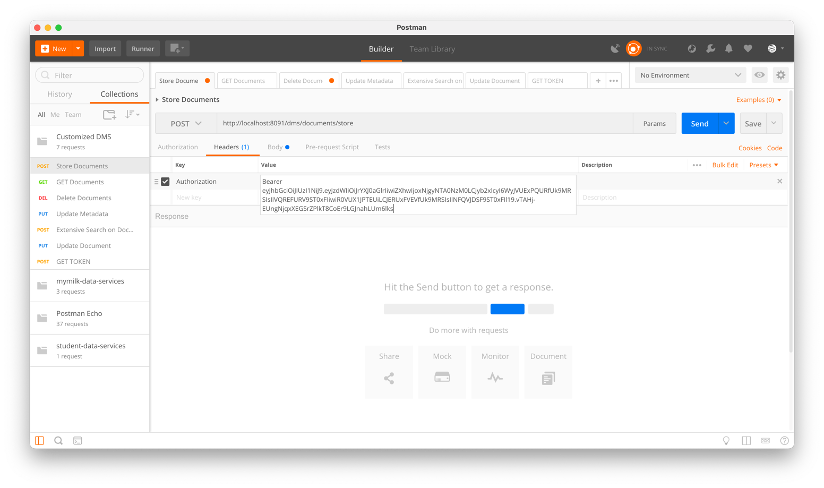 Postman
New
Import
Runner
Builder
Team Library
IN SYNC
Filter
History
Collections
All Me Team
Customized DMS
7 requests
POST Store Documents
GET GET Documents
DEL Delete Documents
PUT Update Metadata
POST Extensive Search on Doc...
PUT Update Document
POST GET TOKEN
mymilk-data-services
3 requests
Postman Echo
37 requests
student-data-services
1 request
Store Docume
GET Documents
Delete Docum
Update Metadata
Extensive Search on
Update Document
GET TOKEN
No Environment
Store Documents
Examples (0)
POST
http://localhost:8091/dms/documents/store
Params
Send
Save
Authorization
Headers (1)
Body
Pre-request Script
Tests
Cookies
Code
Key
Value
Description
Bulk Edit
Presets
Authorization
Bearer
New key
Description
Response
Hit the Send button to get a response.
Do more with requests
Share
Mock
Monitor
Document